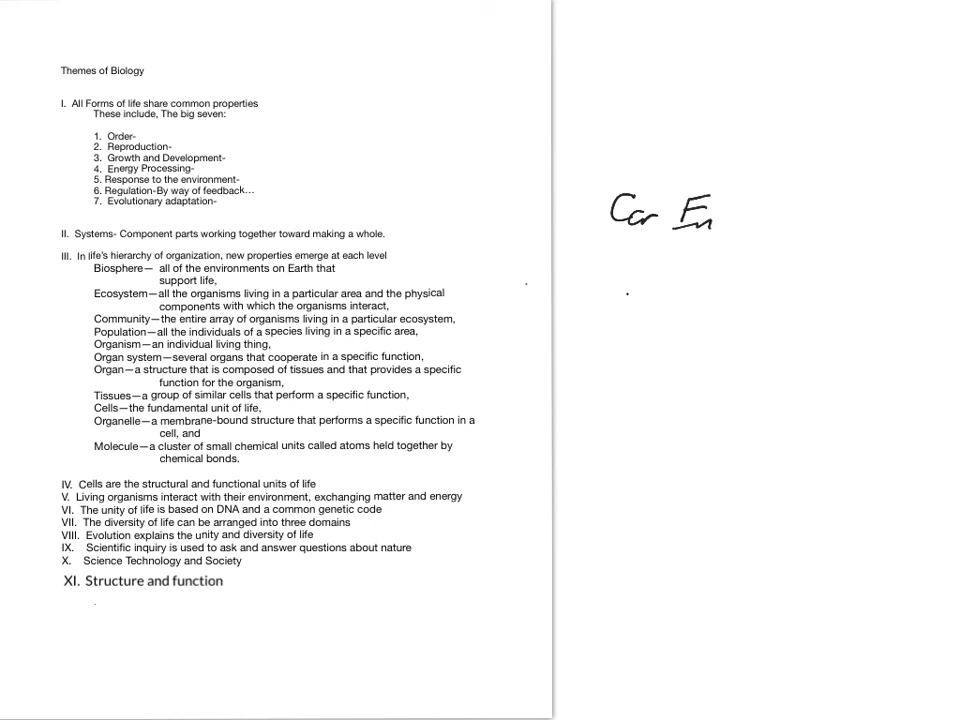 Themes of Biology
I. All Forms of life share common properties
These include, The big seven:
1. Order-
2. Reproduction-
3. Growth and Development-
4. Energy Processing-
5. Response to the environment-
6. Regulation-By way of feedback...
7. Evolutionary adaptation-
II. Systems- Component parts working together toward making a whole.
III. In life's hierarchy of organization, new properties emerge at each level
Biosphere— all of the environments on Earth that
support life,
Ecosystem—all the organisms living in a particular area and the physical
components with which the organisms interact,
Community—the entire array of organisms living in a particular ecosystem,
Population—all the individuals of a species living in a specific area,
Organism—an individual living thing,
Organ system—several organs that cooperate in a specific function,
Organ—a structure that is composed of tissues and that provides a specific
function for the organism,
Tissues—a group of similar cells that perform a specific function,
Cells—the fundamental unit of life,
Organelle—a membrane-bound structure that performs a specific function in a
cell, and
Molecule—a cluster of small chemical units called atoms held together by
chemical bonds.
IV. Cells are the structural and functional units of life
V. Living organisms interact with their environment, exchanging matter and energy
VI. The unity of life is based on DNA and a common genetic code
VII. The diversity of life can be arranged into three domains
VIII. Evolution explains the unity and diversity of life
IX. Scientific inquiry is used to ask and answer questions about nature
X. Science Technology and Society
XI. Structure and function